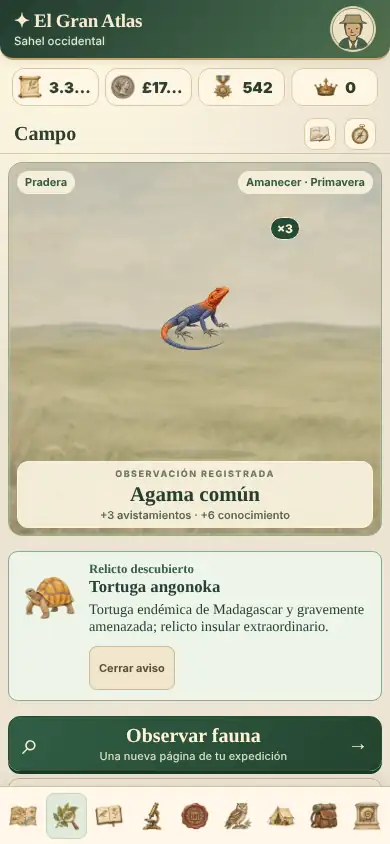 ✦ El Gran Atlas
Sahel occidental
3.3... £17... 542 0
Campo
Pradera
Amanecer · Primavera
×3
OBSERVACIÓN REGISTRADA
Agama común
+3 avistamientos · +6 conocimiento
Relicto descubierto
Tortuga angonoka
Tortuga endémica de Madagascar y gravemente
amenazada; relicto insular extraordinario.
Cerrar aviso
Observar fauna
Una nueva página de tu expedición
→